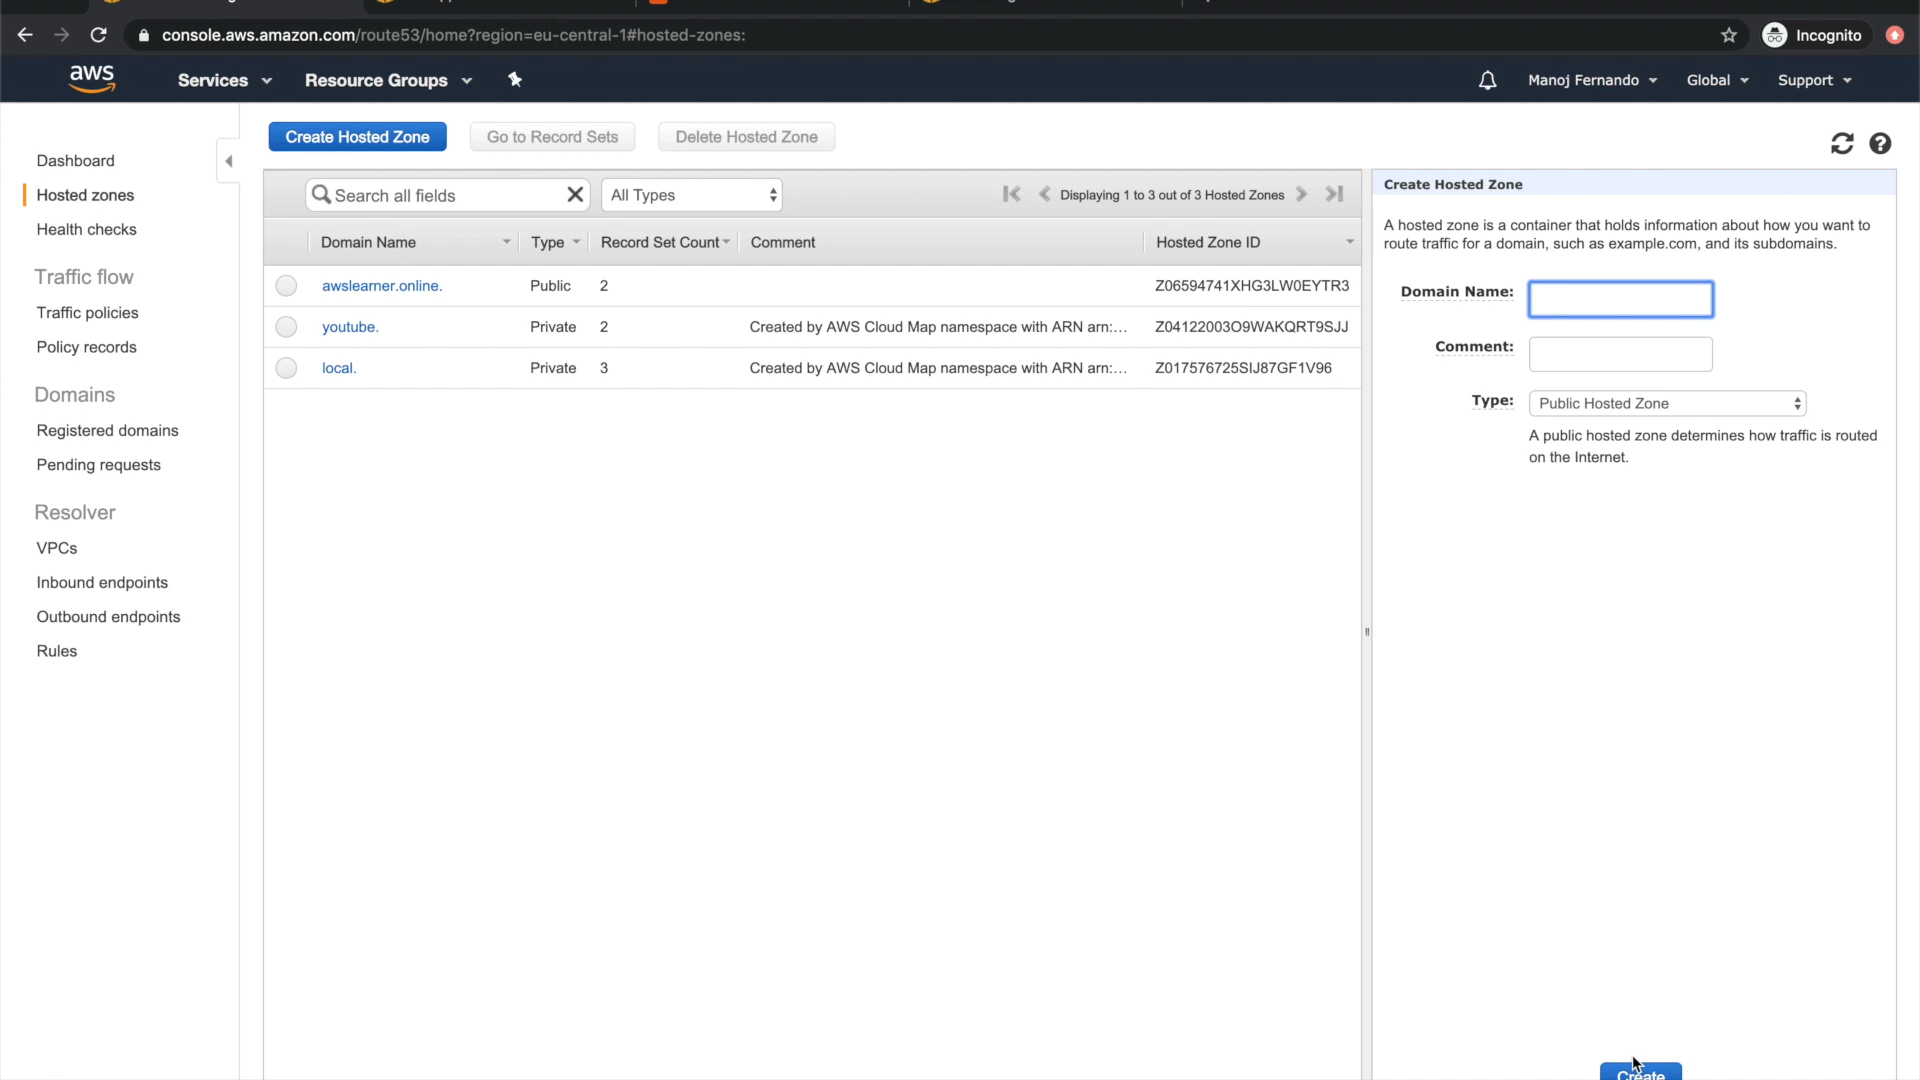 console.aws.amazon.com/route53/home?region=eu-central-1#hosted-zones:
Incognito
aws
Services
Resource Groups
Manoj Fernando
Global
Support
Dashboard
Hosted zones
Health checks
Traffic flow
Traffic policies
Policy records
Domains
Registered domains
Pending requests
Resolver
VPCs
Inbound endpoints
Outbound endpoints
Rules
Create Hosted Zone
Go to Record Sets
Delete Hosted Zone
Search all fields
All Types
Displaying 1 to 3 out of 3 Hosted Zones
Domain Name Type Record Set Count Comment Hosted Zone ID
awslearner.online. Public 2 Z06594741XHG3LW0EYTR3
youtube. Private 2 Created by AWS Cloud Map namespace with ARN arn:... Z04122003O9WAKQRT9SJJ
local. Private 3 Created by AWS Cloud Map namespace with ARN arn:... Z017576725SIJ87GF1V96
Create Hosted Zone
A hosted zone is a container that holds information about how you want to
route traffic for a domain, such as example.com, and its subdomains.
Domain Name:
Comment:
Type: Public Hosted Zone
A public hosted zone determines how traffic is routed
on the Internet.
Create